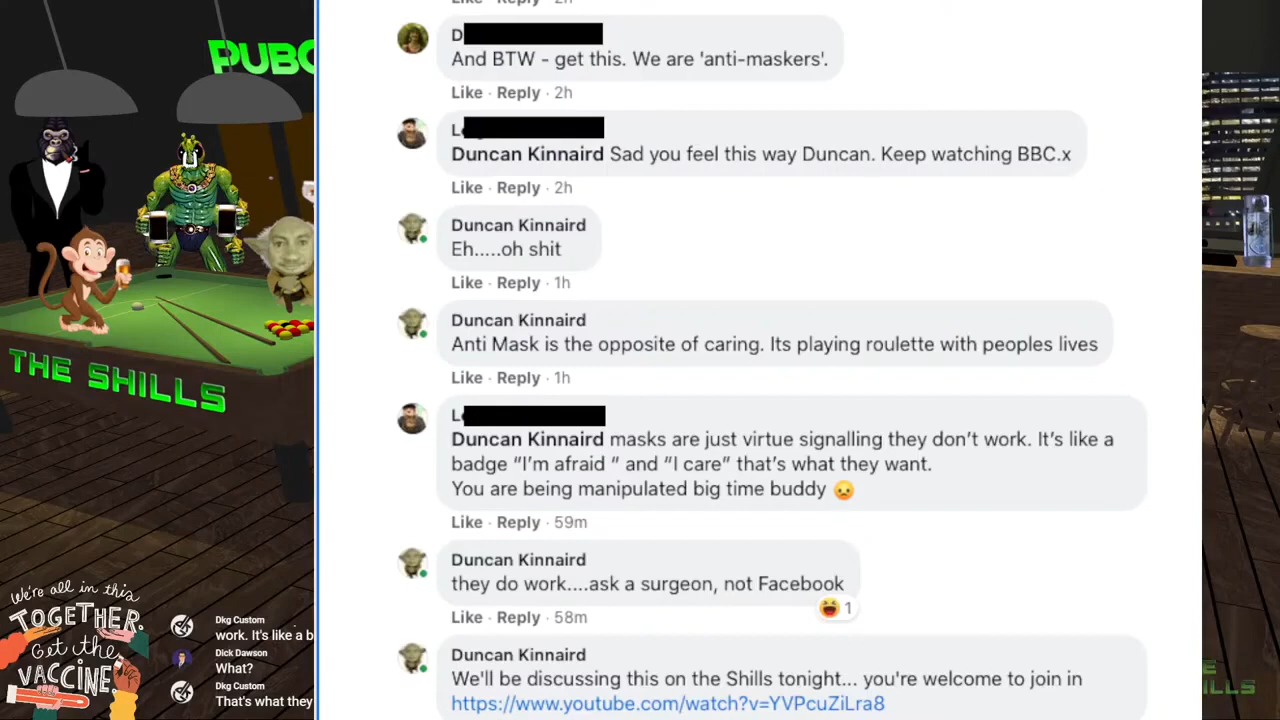 Like · Reply · 2h
D
And BTW - get this. We are 'anti-maskers'.
Like · Reply · 2h
L
Duncan Kinnaird Sad you feel this way Duncan. Keep watching BBC.x
Like · Reply · 2h
Duncan Kinnaird
Eh.....oh shit
Like · Reply · 1h
Duncan Kinnaird
Anti Mask is the opposite of caring. Its playing roulette with peoples lives
Like · Reply · 1h
L
Duncan Kinnaird masks are just virtue signalling they don’t work. It’s like a
badge “I’m afraid “ and “I care” that’s what they want.
You are being manipulated big time buddy
Like · Reply · 59m
Duncan Kinnaird
they do work....ask a surgeon, not Facebook
1
Like · Reply · 58m
Duncan Kinnaird
We'll be discussing this on the Shills tonight... you're welcome to join in
https://www.youtube.com/watch?v=YVPcuZiLra8
THE SHILLS
We're all in this
TOGETHER.
Get the
VACCINE.
Dkg Custom
work. It's like a b
Dick Dawson
What?
Dkg Custom
That's what they